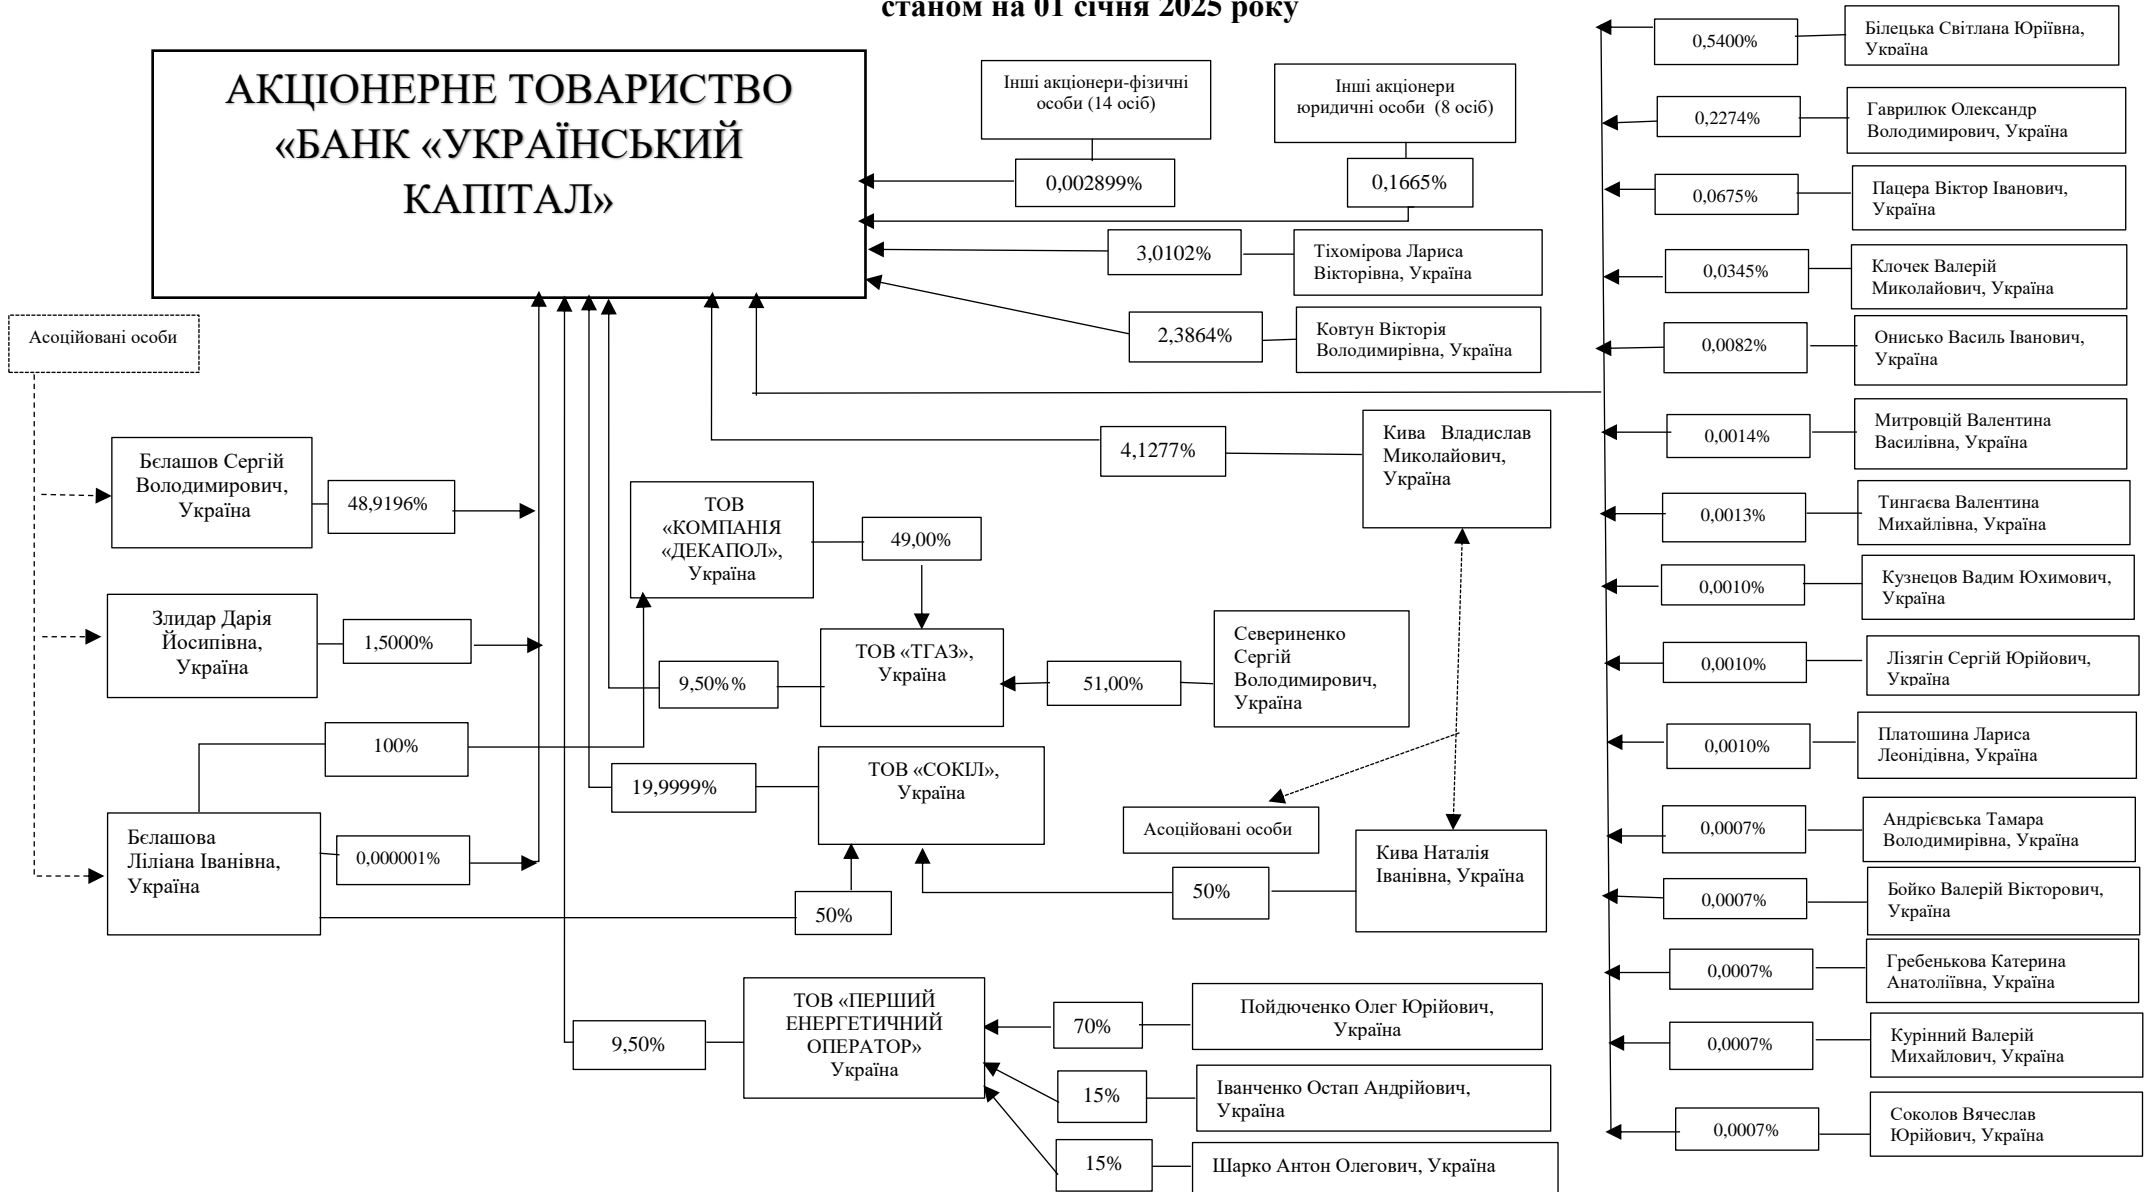 станом на 01 січня 2025 року
АКЦІОНЕРНЕ ТОВАРИСТВО
«БАНК «УКРАЇНСЬКИЙ
КАПІТАЛ»
Інші акціонери-фізичні
особи (14 осіб)
0,002899%
Інші акціонери
юридичні особи (8 осіб)
0,1665%
3,0102%
Тіхомірова Лариса
Вікторівна, Україна
2,3864%
Ковтун Вікторія
Володимирівна, Україна
4,1277%
Кива Владислав
Миколайович,
Україна
Асоційовані особи
Бєлашов Сергій
Володимирович,
Україна
48,9196%
Злидар Дарія
Йосипівна,
Україна
1,5000%
100%
Бєлашова
Ліліана Іванівна,
Україна
0,000001%
50%
ТОВ
«КОМПАНІЯ
«ДЕКАПОЛ»,
Україна
49,00%
ТОВ «ТГАЗ»,
Україна
9,50%%
51,00%
Севериненко
Сергій
Володимирович,
Україна
ТОВ «СОКІЛ»,
Україна
19,9999%
Асоційовані особи
50%
Кива Наталія
Іванівна, Україна
ТОВ «ПЕРШИЙ
ЕНЕРГЕТИЧНИЙ
ОПЕРАТОР»
Україна
9,50%
70%
Пойдюченко Олег Юрійович,
Україна
15%
Іванченко Остап Андрійович,
Україна
15%
Шарко Антон Олегович, Україна
0,5400%
Білецька Світлана Юріївна,
Україна
0,2274%
Гаврилюк Олександр
Володимирович, Україна
0,0675%
Пацера Віктор Іванович,
Україна
0,0345%
Клочек Валерій
Миколайович, Україна
0,0082%
Онисько Василь Іванович,
Україна
0,0014%
Митровцій Валентина
Василівна, Україна
0,0013%
Тингаєва Валентина
Михайлівна, Україна
0,0010%
Кузнецов Вадим Юхимович,
Україна
0,0010%
Лізягін Сергій Юрійович,
Україна
0,0010%
Платошина Лариса
Леонідівна, Україна
0,0007%
Андрієвська Тамара
Володимирівна, Україна
0,0007%
Бойко Валерій Вікторович,
Україна
0,0007%
Гребенькова Катерина
Анатоліївна, Україна
0,0007%
Курінний Валерій
Михайлович, Україна
0,0007%
Соколов Вячеслав
Юрійович, Україна